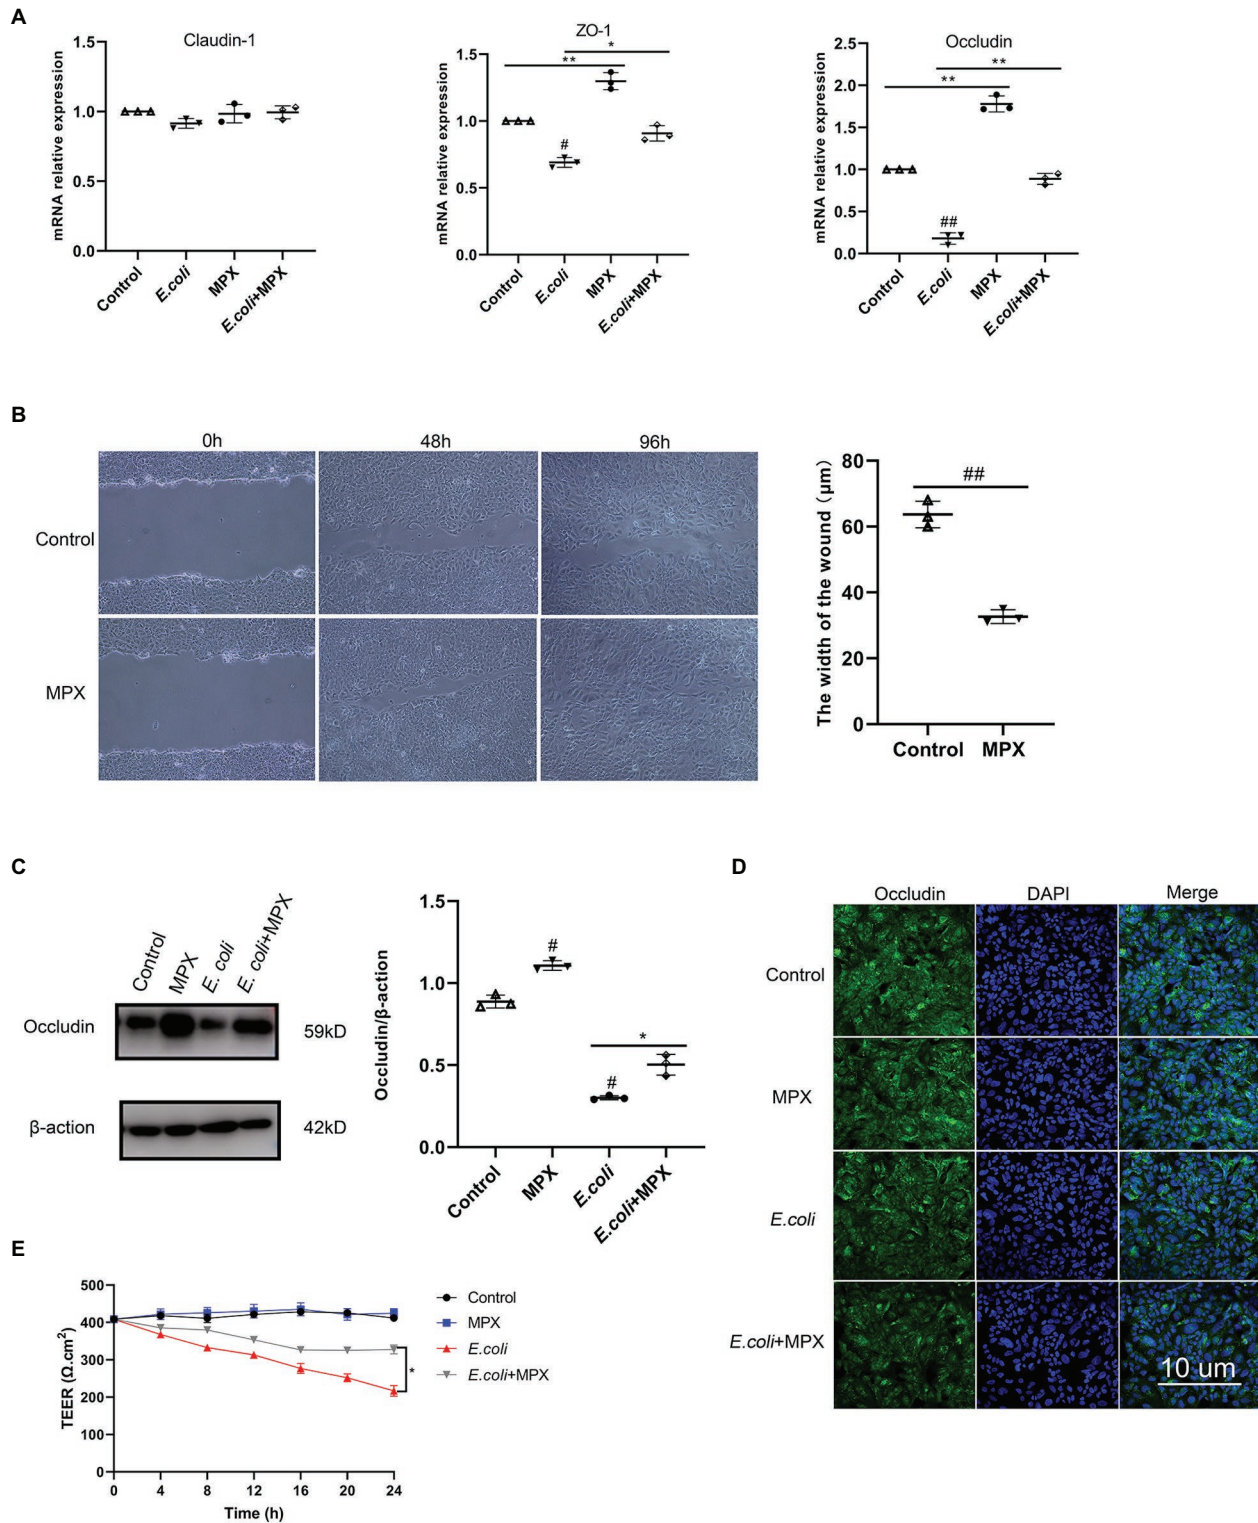 A
Claudin-1
mRNA relative expression
1.5
1.0
0.5
0.0
Control
E.coli
MPX
E.coli+MPX
ZO-1
*
**
#
mRNA relative expression
1.5
1.0
0.5
0.0
Control
E.coli
MPX
E.coli+MPX
Occludin
**
**
##
mRNA relative expression
2.5
2.0
1.5
1.0
0.5
0.0
Control
E.coli
MPX
E.coli+MPX
B
0h
48h
96h
Control
MPX
The width of the wound (μm)
80
60
40
20
0
##
Control
MPX
C
Control
MPX
E. coli
E. coli+MPX
Occludin
59kD
β-action
42kD
Occludin/β-action
1.5
1.0
0.5
0.0
#
#
*
Control
MPX
E.coli
E.coli+MPX
D
Occludin
DAPI
Merge
Control
MPX
E.coli
E.coli+MPX
10 um
E
TEER (Ω.cm²)
500
400
300
200
100
0
0
4
8
12
16
20
24
Time (h)
*
Control
MPX
E.coli
E.coli+MPX